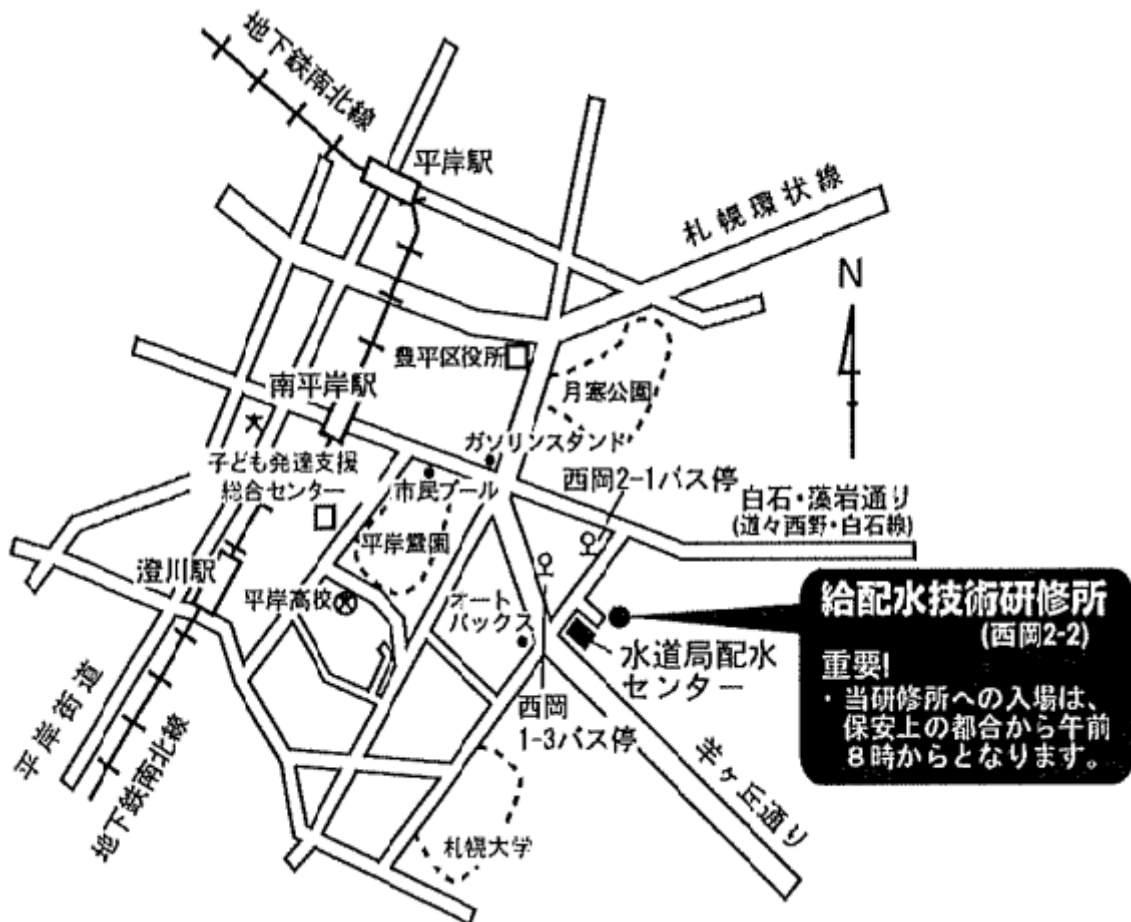 地下鉄南北線
平岸駅
札幌環状線
N
豊平区役所
月寒公園
南平岸駅
ガソリンスタンド
子ども発達支援
総合センター
市民プール
西岡2-1バス停
白石・藻岩通り
(道々西野・白石線)
平岸霊園
澄川駅
平岸高校
オート
バックス
給配水技術研修所
(西岡2-2)
重要!
・当研修所への入場は、
保安上の都合から午前
8時からとなります。
水道局配水
センター
西岡
1-3バス停
平岸街道
地下鉄南北線
羊ヶ丘通り
札幌大学